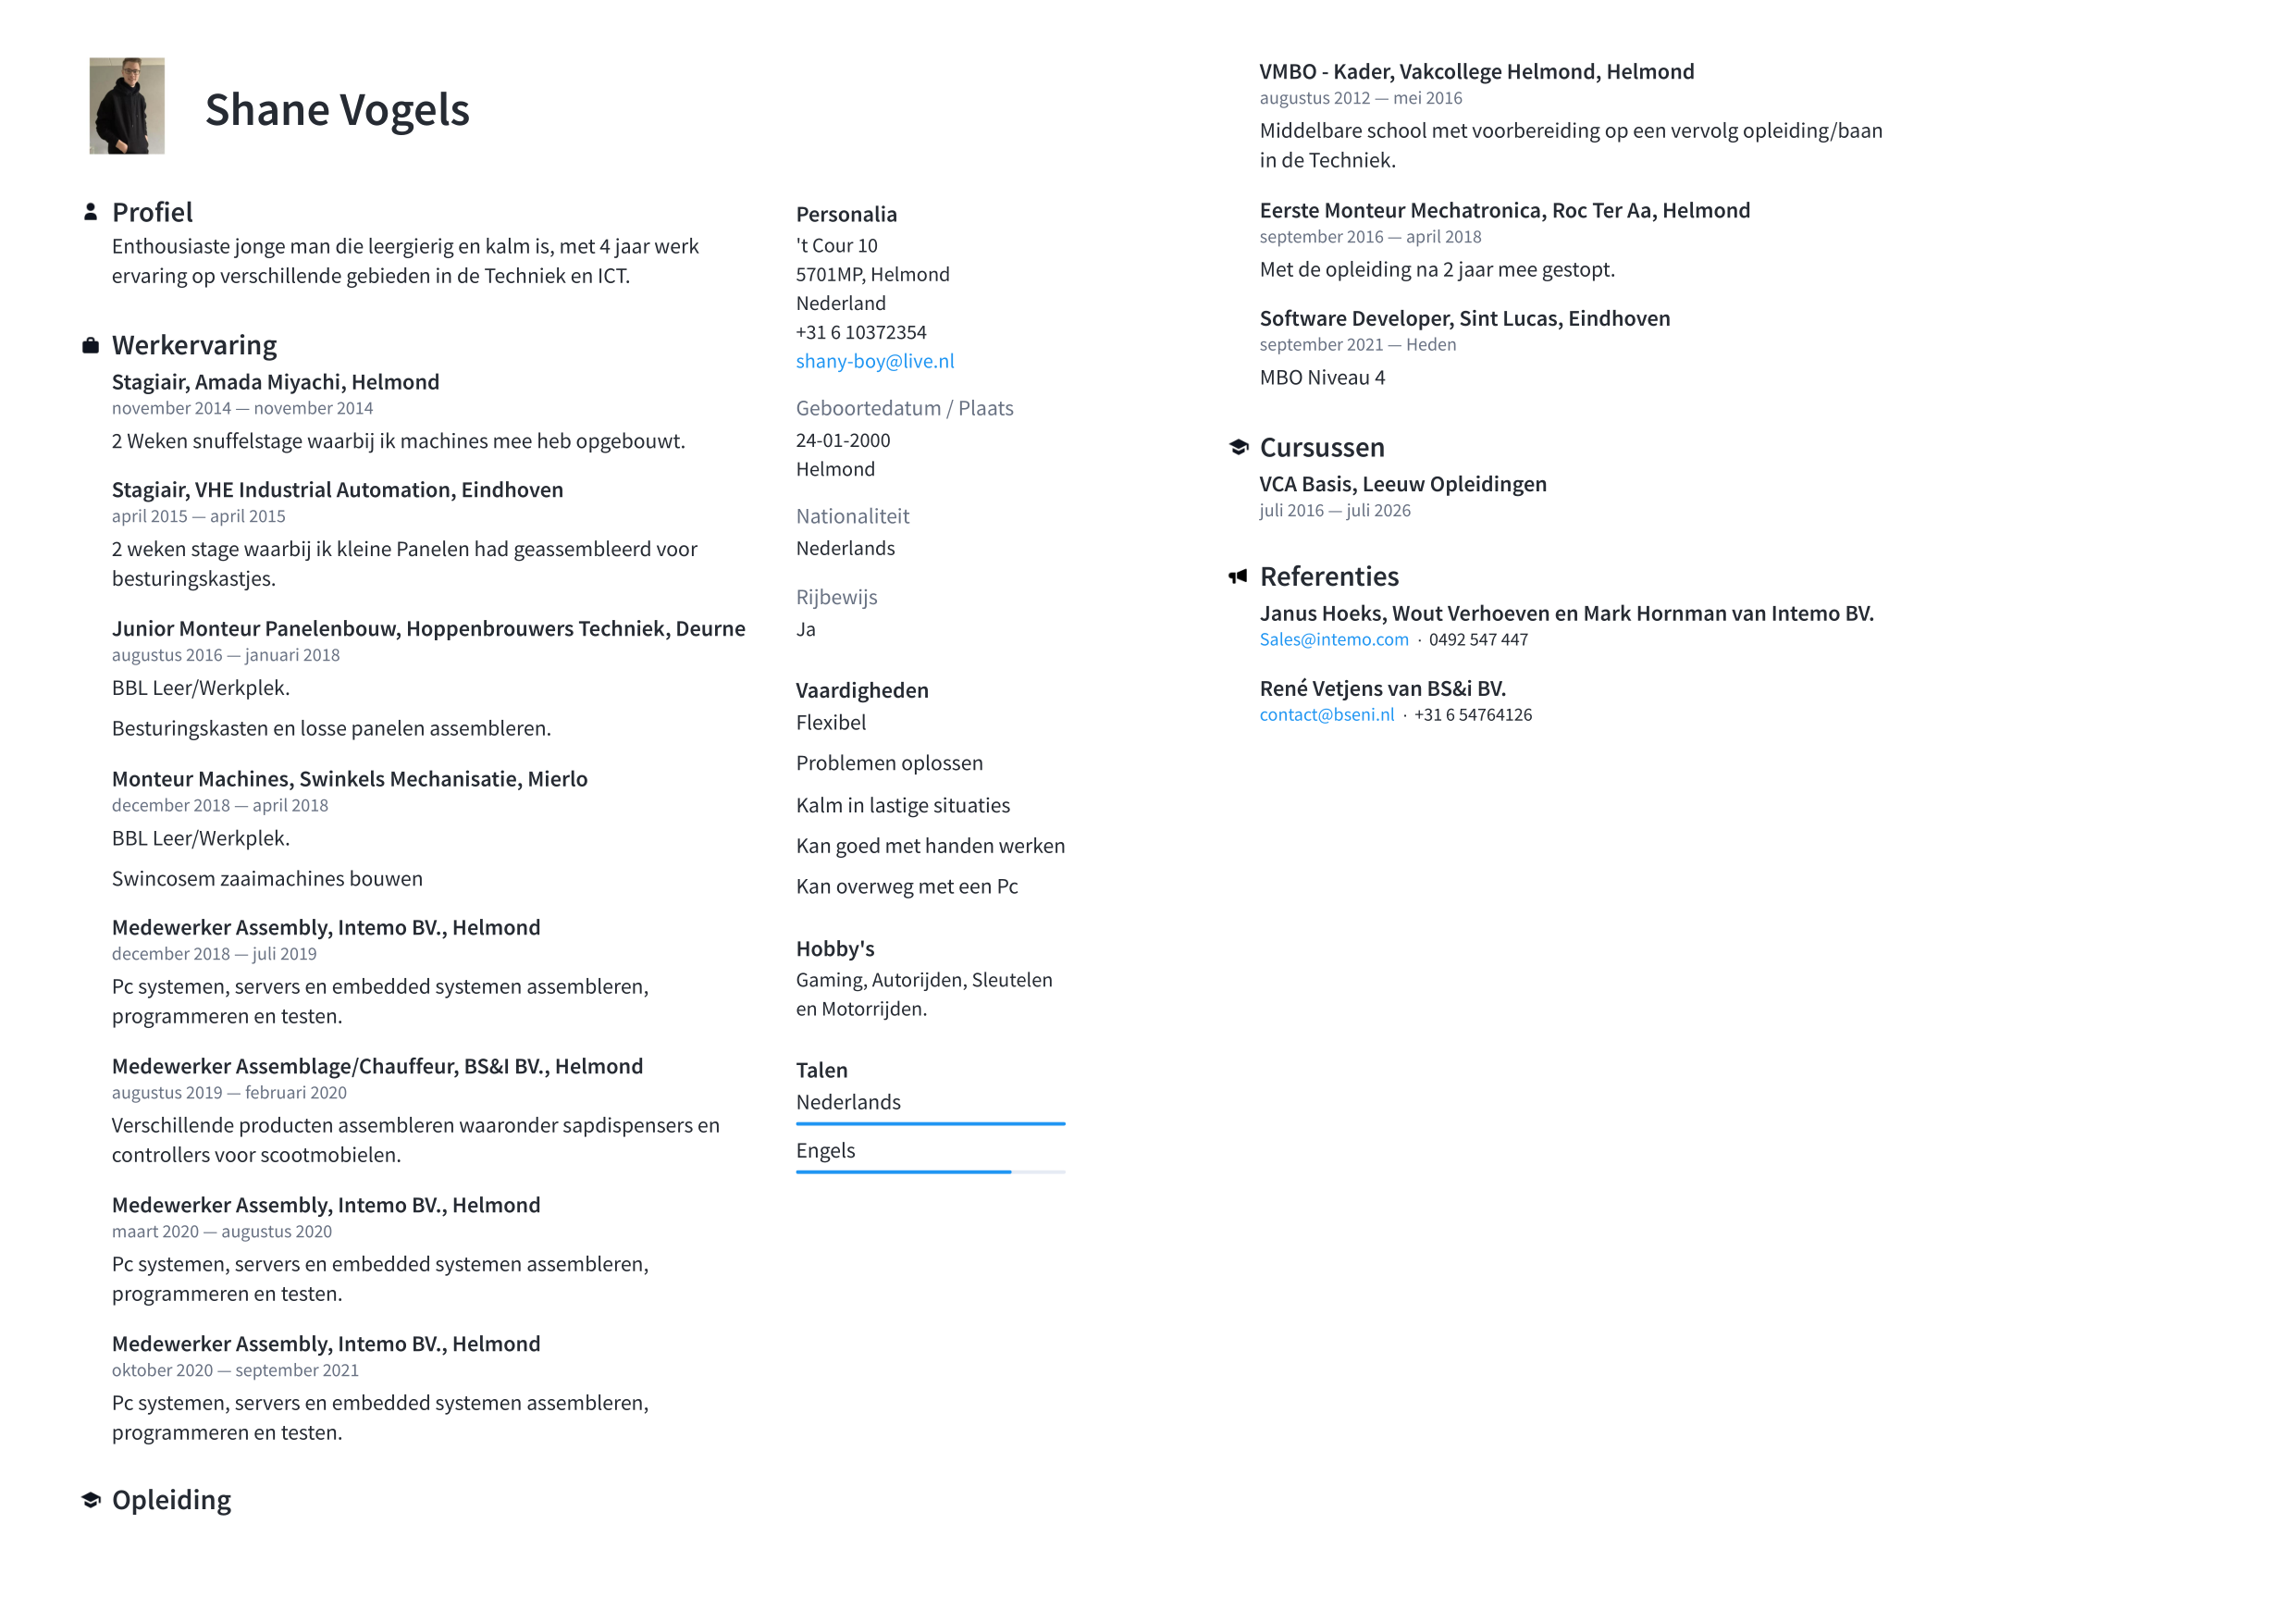 Shane Vogels
Profiel
Enthousiaste jonge man die leergierig en kalm is, met 4 jaar werk
ervaring op verschillende gebieden in de Techniek en ICT.
Werkervaring
Stagiair, Amada Miyachi, Helmond
november 2014 — november 2014
2 Weken snuffelstage waarbij ik machines mee heb opgebouwt.
Stagiair, VHE Industrial Automation, Eindhoven
april 2015 — april 2015
2 weken stage waarbij ik kleine Panelen had geassembleerd voor
besturingskastjes.
Junior Monteur Panelenbouw, Hoppenbrouwers Techniek, Deurne
augustus 2016 — januari 2018
BBL Leer/Werkplek.
Besturingskasten en losse panelen assembleren.
Monteur Machines, Swinkels Mechanisatie, Mierlo
december 2018 — april 2018
BBL Leer/Werkplek.
Swincosem zaaimachines bouwen
Medewerker Assembly, Intemo BV., Helmond
december 2018 — juli 2019
Pc systemen, servers en embedded systemen assembleren,
programmeren en testen.
Medewerker Assemblage/Chauffeur, BS&I BV., Helmond
augustus 2019 — februari 2020
Verschillende producten assembleren waaronder sapdispensers en
controllers voor scootmobielen.
Medewerker Assembly, Intemo BV., Helmond
maart 2020 — augustus 2020
Pc systemen, servers en embedded systemen assembleren,
programmeren en testen.
Medewerker Assembly, Intemo BV., Helmond
oktober 2020 — september 2021
Pc systemen, servers en embedded systemen assembleren,
programmeren en testen.
Opleiding
Personalia
't Cour 10
5701MP, Helmond
Nederland
+31 6 10372354
shany-boy@live.nl
Geboortedatum / Plaats
24-01-2000
Helmond
Nationaliteit
Nederlands
Rijbewijs
Ja
Vaardigheden
Flexibel
Problemen oplossen
Kalm in lastige situaties
Kan goed met handen werken
Kan overweg met een Pc
Hobby's
Gaming, Autorijden, Sleutelen
en Motorrijden.
Talen
Nederlands
Engels
VMBO - Kader, Vakcollege Helmond, Helmond
augustus 2012 — mei 2016
Middelbare school met voorbereiding op een vervolg opleiding/baan
in de Techniek.
Eerste Monteur Mechatronica, Roc Ter Aa, Helmond
september 2016 — april 2018
Met de opleiding na 2 jaar mee gestopt.
Software Developer, Sint Lucas, Eindhoven
september 2021 — Heden
MBO Niveau 4
Cursussen
VCA Basis, Leeuw Opleidingen
juli 2016 — juli 2026
Referenties
Janus Hoeks, Wout Verhoeven en Mark Hornman van Intemo BV.
Sales@intemo.com · 0492 547 447
René Vetjens van BS&i BV.
contact@bseni.nl · +31 6 54764126